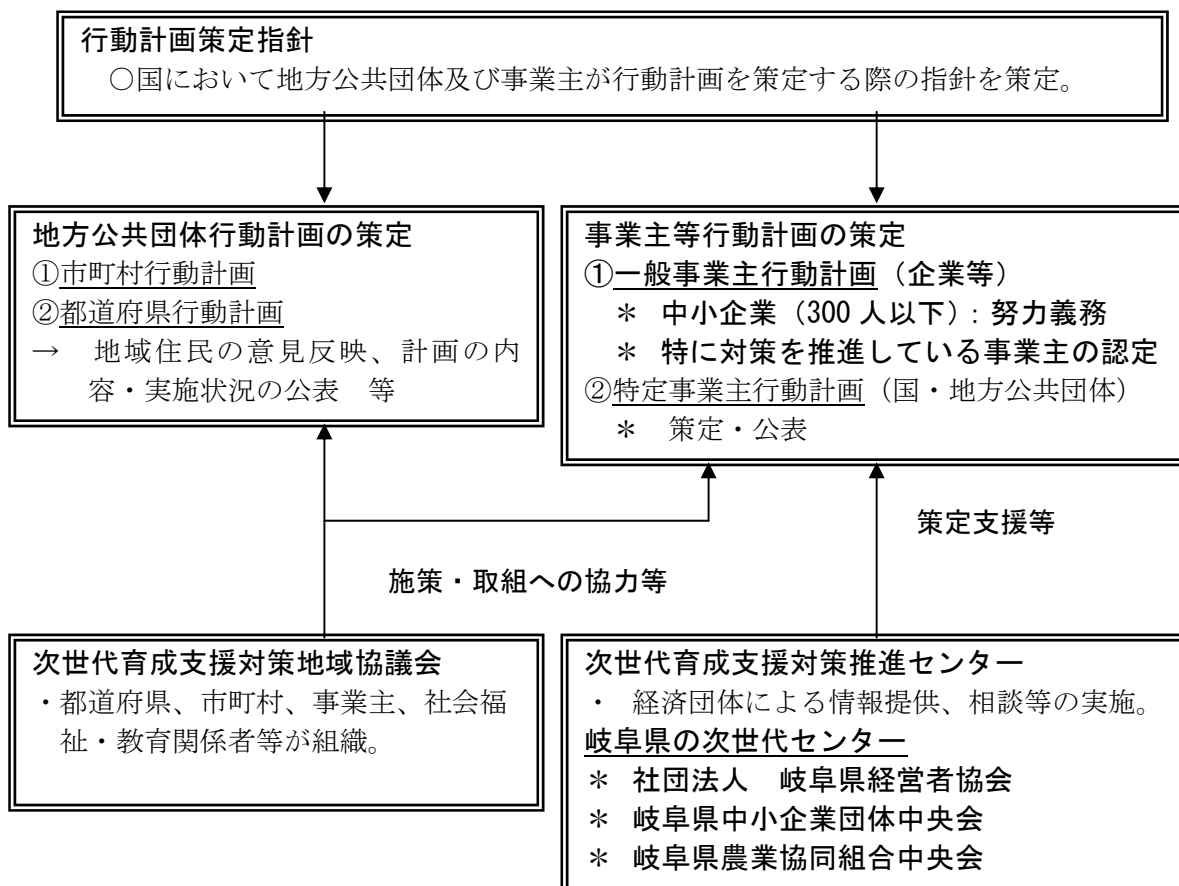 行動計画策定指針
○国において地方公共団体及び事業主が行動計画を策定する際の指針を策定。
地方公共団体行動計画の策定
①市町村行動計画
②都道府県行動計画
→　地域住民の意見反映、計画の内
容・実施状況の公表　等
事業主等行動計画の策定
①一般事業主行動計画（企業等）
＊　中小企業（300 人以下）：努力義務
＊　特に対策を推進している事業主の認定
②特定事業主行動計画（国・地方公共団体）
＊　策定・公表
策定支援等
施策・取組への協力等
次世代育成支援対策地域協議会
・都道府県、市町村、事業主、社会福
祉・教育関係者等が組織。
次世代育成支援対策推進センター
・　経済団体による情報提供、相談等の実施。
岐阜県の次世代センター
＊　社団法人　岐阜県経営者協会
＊　岐阜県中小企業団体中央会
＊　岐阜県農業協同組合中央会